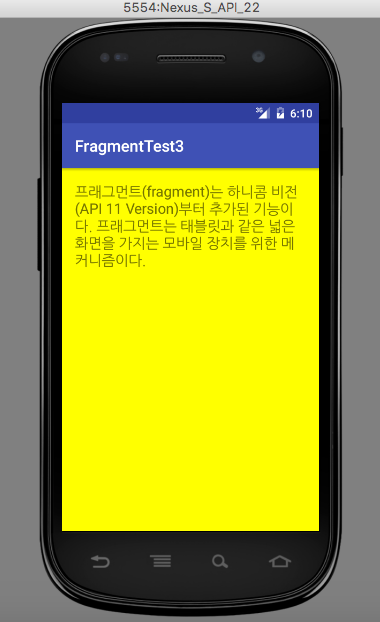 5554:Nexus_S_API_22
3G 6:10
FragmentTest3
프래그먼트(fragment)는 하니콤 비전
(API 11 Version)부터 추가된 기능이
다. 프래그먼트는 태블릿과 같은 넓은
화면을 가지는 모바일 장치를 위한 메
커니즘이다.